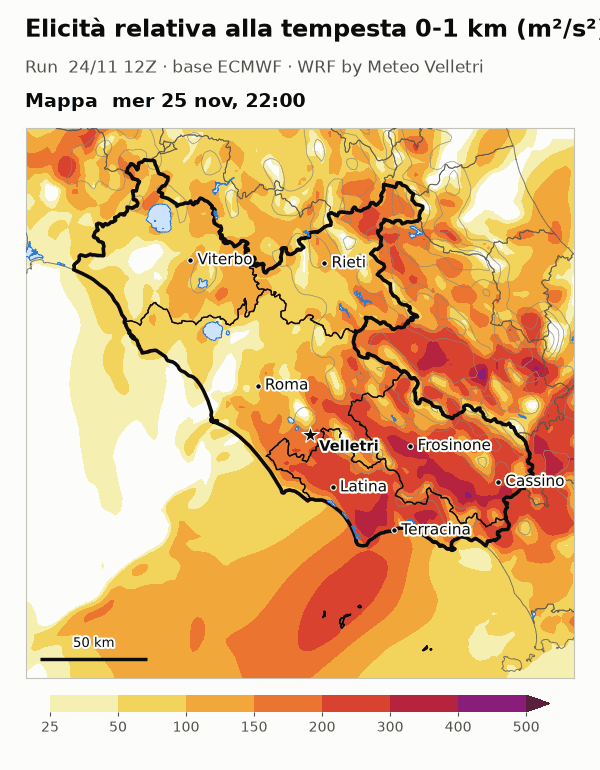 Elicità relativa alla tempesta 0-1 km (m²/s²)
Run 24/11 12Z · base ECMWF · WRF by Meteo Velletri
Mappa mer 25 nov, 22:00
Viterbo
Rieti
Roma
Velletri
Frosinone
Latina
Cassino
Terracina
50 km
25 50 100 150 200 300 400 500